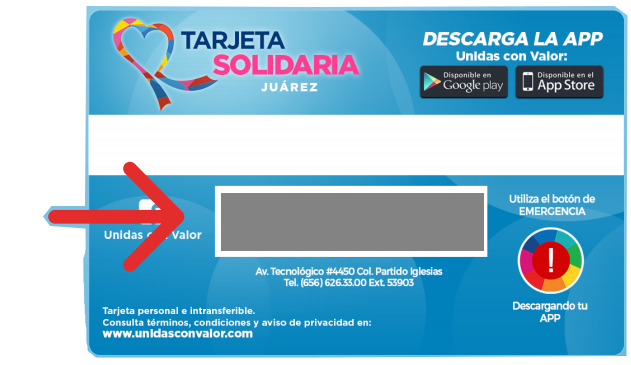 TARJETA
SOLIDARIA
JUÁREZ
DESCARGA LA APP
Unidas con Valor:
Disponible en
Google play
Disponible en el
App Store
Unidas Valor
Utiliza el botón de
EMERGENCIA
!
Av. Tecnológico #4450 Col. Partido Iglesias
Tel. (656) 626.33.00 Ext. 53903
Descargando tu
APP
Tarjeta personal e intransferible.
Consulta términos, condiciones y aviso de privacidad en:
www.unidasconvalor.com